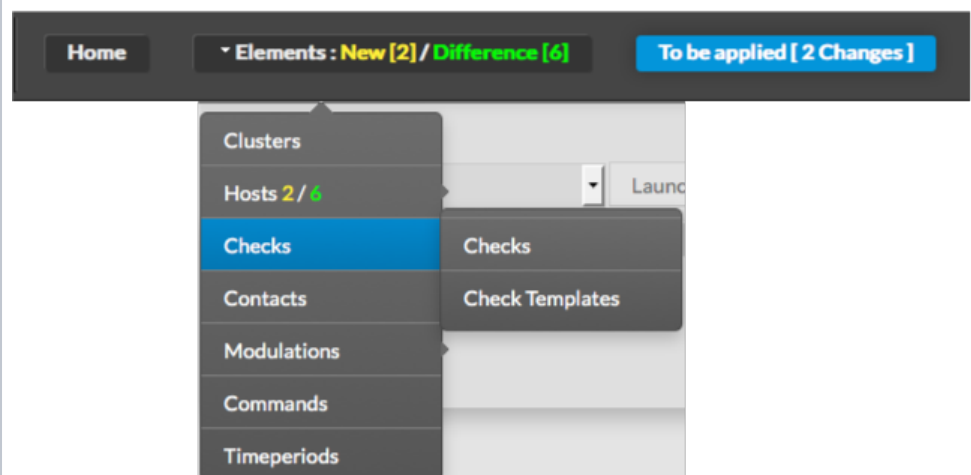 Home
Elements : New [2] / Difference [6]
To be applied [ 2 Changes ]
Clusters
Hosts 2 / 6
Launc
Checks
Checks
Contacts
Check Templates
Modulations
Commands
Timeperiods